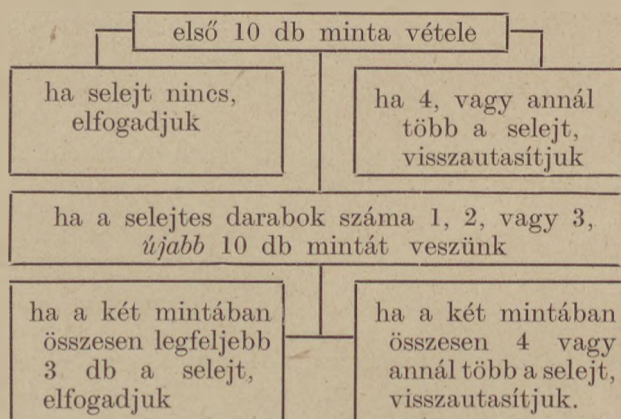 első 10 db minta vétele
ha selejt nincs,
elfogadjuk
ha 4, vagy annál
több a selejt,
visszautasítjuk
ha a selejtes darabok száma 1, 2, vagy 3,
újabb 10 db mintát veszünk
ha a két mintában
összesen legfeljebb
3 db a selejt,
elfogadjuk
ha a két mintában
összesen 4 vagy
annál több a selejt,
visszautasítjuk.